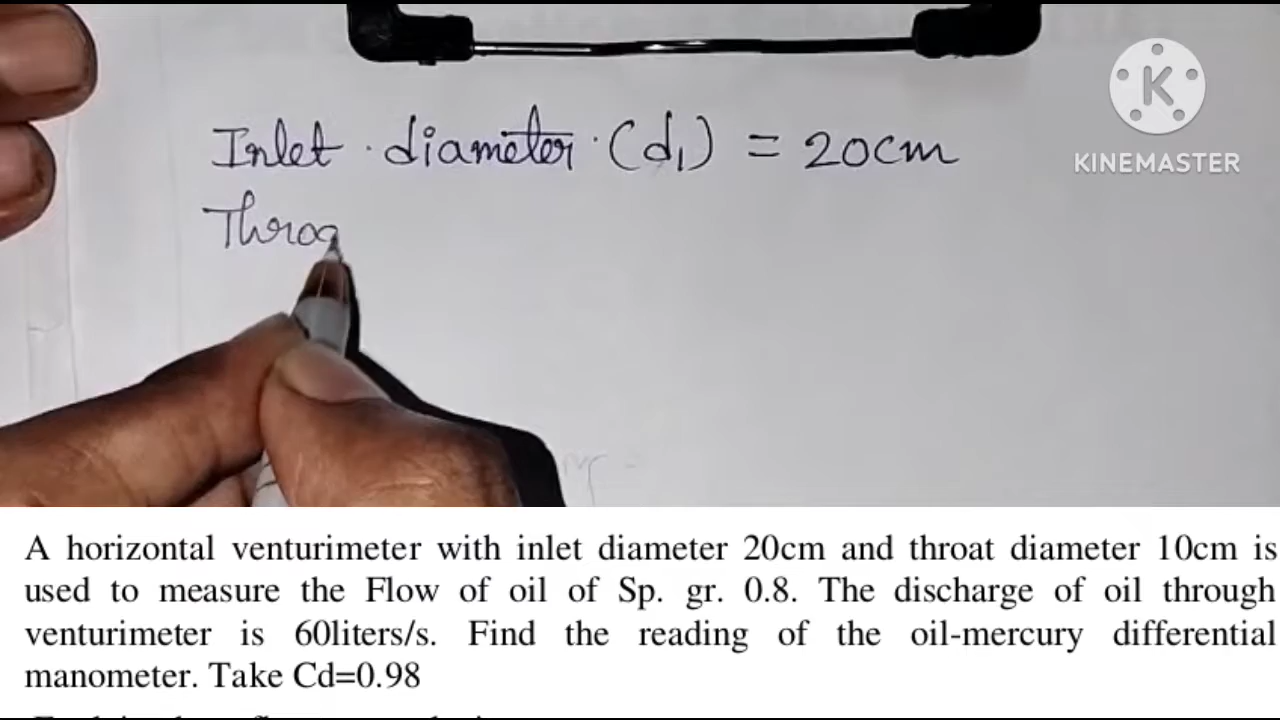 Inlet diameter (d1) = 20cm
KINEMASTER
Throa
A horizontal venturimeter with inlet diameter 20cm and throat diameter 10cm is
used to measure the Flow of oil of Sp. gr. 0.8. The discharge of oil through
venturimeter is 60liters/s. Find the reading of the oil-mercury differential
manometer. Take Cd=0.98